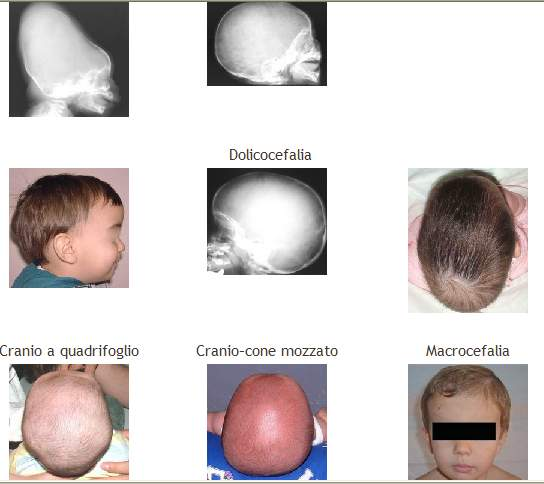 Dolicocefalia
Cranio a quadrifoglio
Cranio-cone mozzato
Macrocefalia